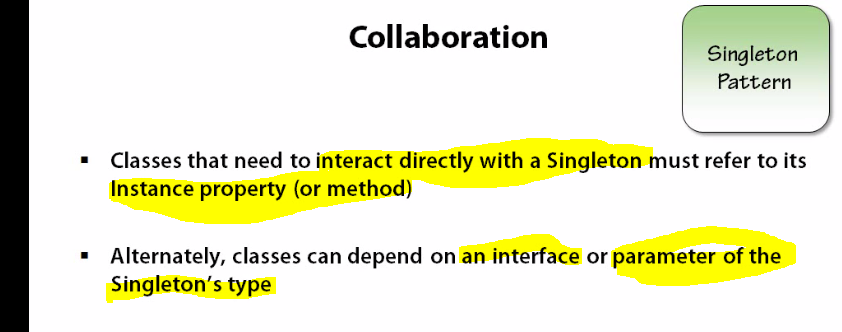 Collaboration
Singleton
Pattern
▪ Classes that need to interact directly with a Singleton must refer to its
Instance property (or method)
▪ Alternately, classes can depend on an interface or parameter of the
Singleton's type